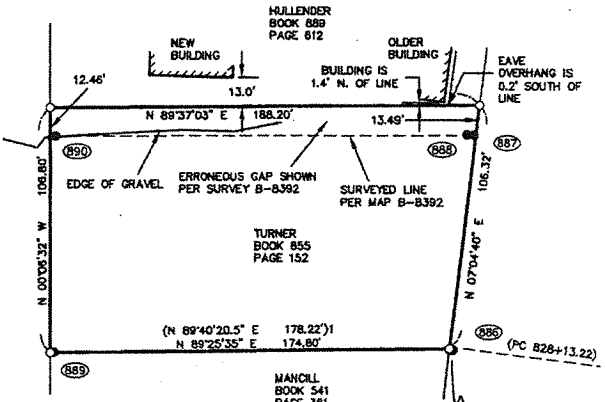 HULLENDER
BOOK 889
PAGE 612
NEW
BUILDING
OLDER
BUILDING
12.46'
13.0'
BUILDING IS
1.4' N. OF LINE
EAVE
OVERHANG IS
0.2' SOUTH OF
LINE
N 89°37'03" E 188.20'
13.49'
890
888
887
EDGE OF GRAVEL
ERRONEOUS GAP SHOWN
PER SURVEY B-8392
SURVEYED LINE
PER MAP B-8392
N 00°06'32" W 106.80'
N 07°04'40" E 106.32'
TURNER
BOOK 855
PAGE 152
(N 89°40'20.5" E 178.22')1
N 89°25'35" E 174.80'
886
(PC 828+13.22)
889
MANCILL
BOOK 541